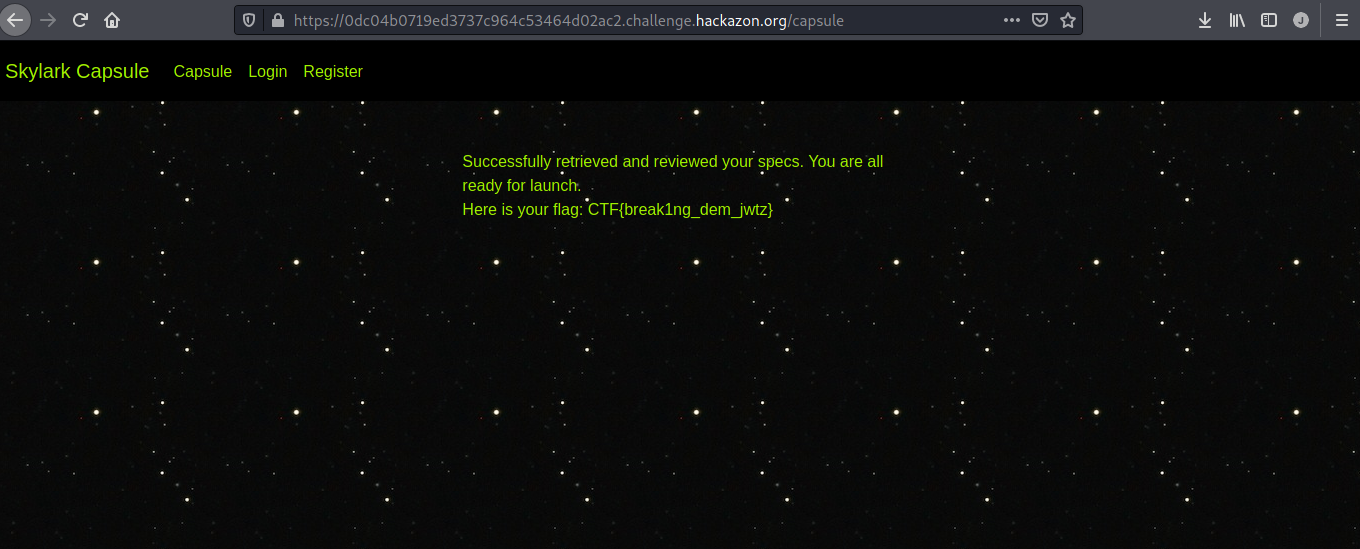 https://0dc04b0719ed3737c964c53464d02ac2.challenge.hackazon.org/capsule
J
Skylark Capsule Capsule Login Register
Successfully retrieved and reviewed your specs. You are all
ready for launch.
Here is your flag: CTF{break1ng_dem_jwtz}